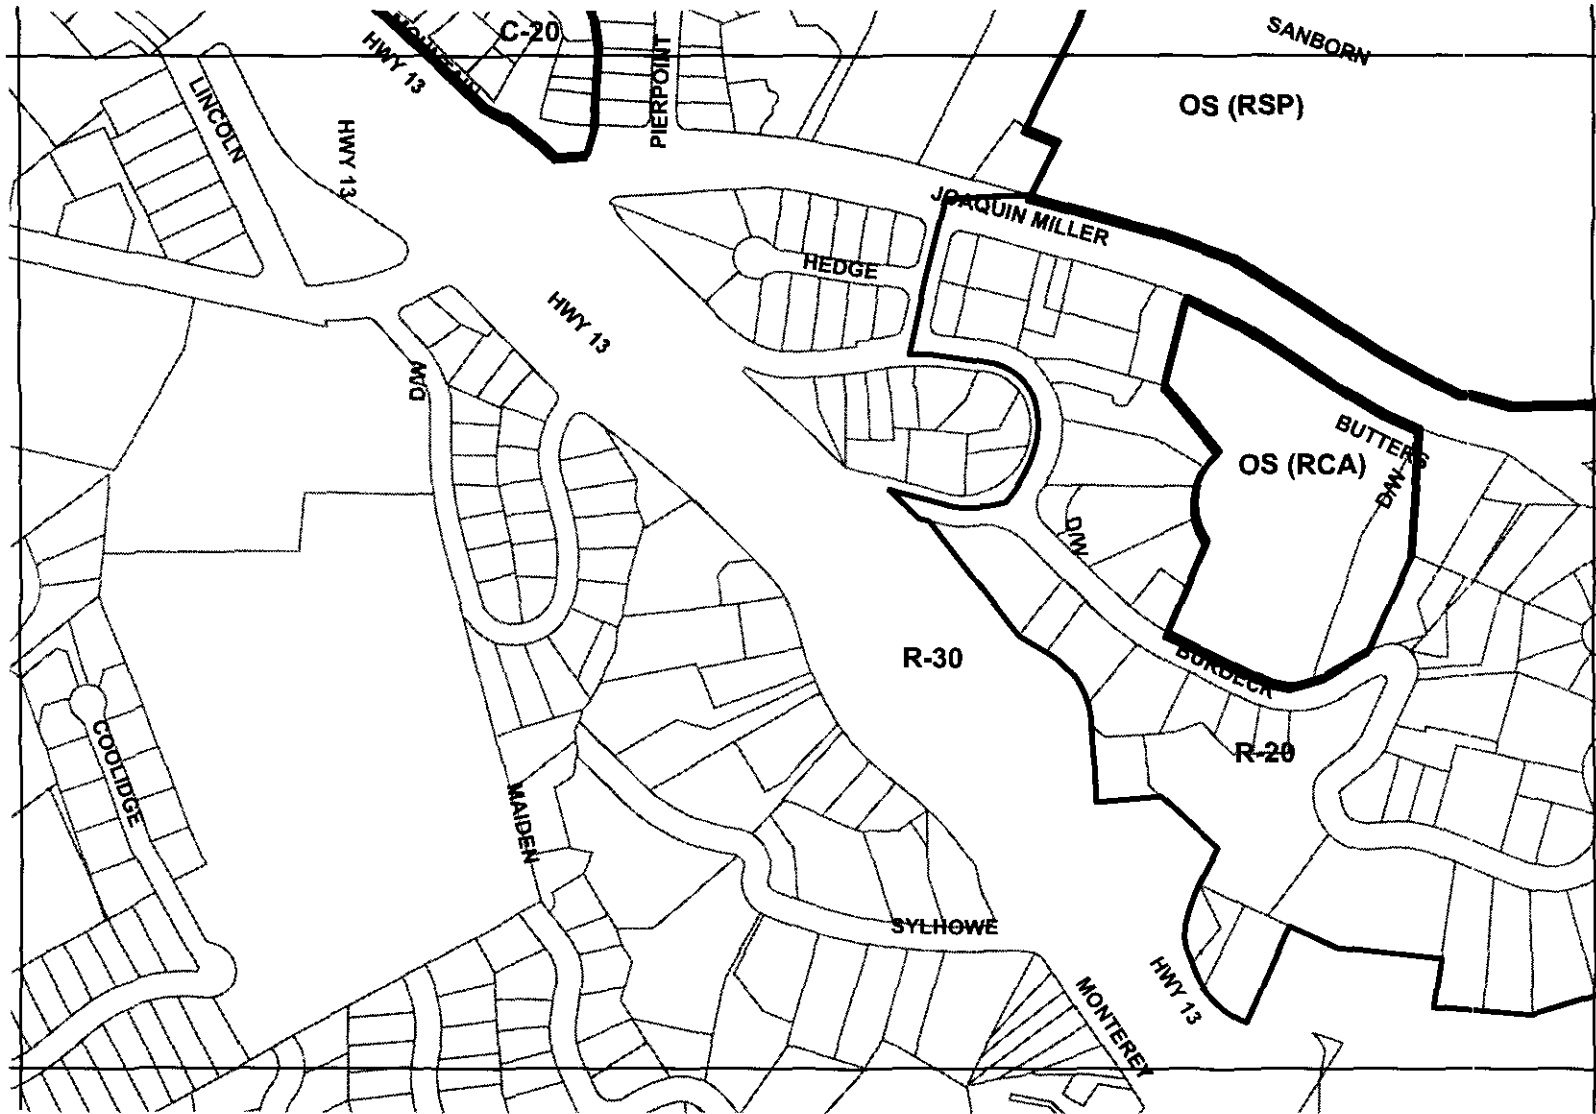 SANBORN
C-20
MOUNTAIN
HWY 13
PIERPOINT
LINCOLN
OS (RSP)
HWY 13
JOAQUIN MILLER
HEDGE
HWY 13
D/W
BUTTERS
OS (RCA)
D/W
D/W
R-30
BURDECK
COOLIDGE
R-20
MAIDEN
SYLHOWE
HWY 13
MONTEREY